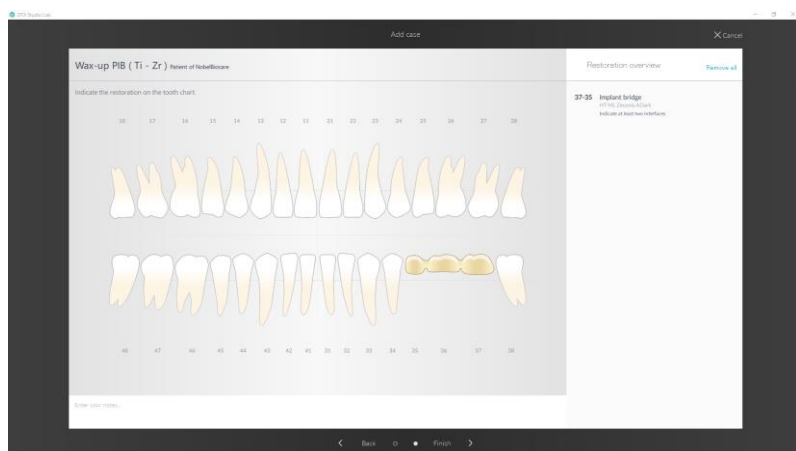 DTX Studio Lab
Add case
Cancel
Wax-up PIB ( Ti - Zr ) Patient of NobelBiocare
Restoration overview
Remove all
Indicate the restoration on the tooth chart.
37-35 Implant bridge
Indicate at least two interfaces
18 17 16 15 14 13 12 11 21 22 23 24 25 26 27 28
48 47 46 45 44 43 42 41 31 32 33 34 35 36 37 38
Enter your notes...
Back
Finish